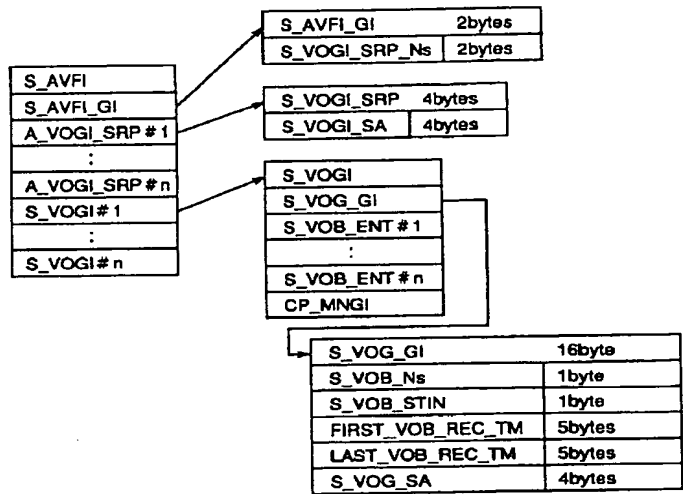 S_AVFI_GI 2bytes
S_VOGI_SRP_Ns 2bytes
S_AVFI
S_AVFI_GI
A_VOGI_SRP#1
:
A_VOGI_SRP#n
S_VOGI#1
:
S_VOGI#n
S_VOGI_SRP 4bytes
S_VOGI_SA 4bytes
S_VOGI
S_VOG_GI
S_VOB_ENT#1
:
S_VOB_ENT#n
CP_MNGI
S_VOG_GI 16byte
S_VOB_Ns 1byte
S_VOB_STIN 1byte
FIRST_VOB_REC_TM 5bytes
LAST_VOB_REC_TM 5bytes
S_VOG_SA 4bytes